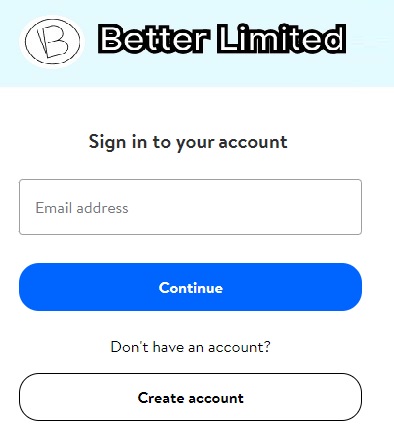 B Better Limited
Sign in to your account
Email address
Continue
Don't have an account?
Create account